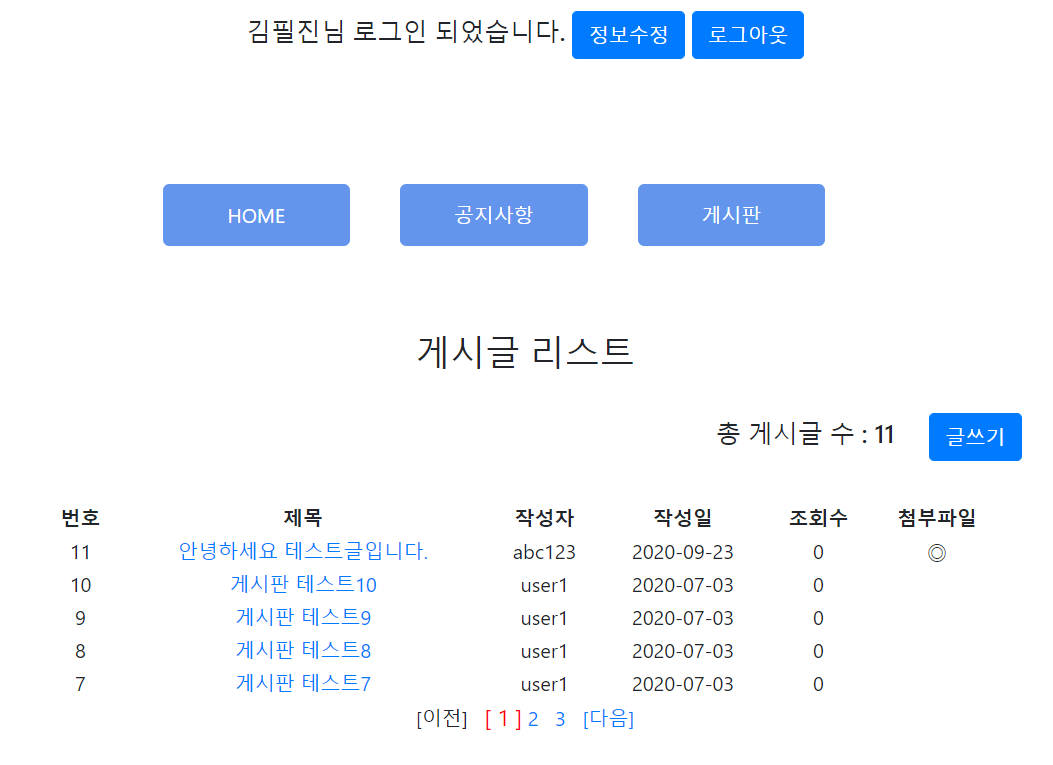 김필진님 로그인 되었습니다. 정보수정 로그아웃
HOME 공지사항 게시판
게시글 리스트
총 게시글 수 : 11 글쓰기
번호 제목 작성자 작성일 조회수 첨부파일
11 안녕하세요 테스트글입니다. abc123 2020-09-23 0 ◎
10 게시판 테스트10 user1 2020-07-03 0
9 게시판 테스트9 user1 2020-07-03 0
8 게시판 테스트8 user1 2020-07-03 0
7 게시판 테스트7 user1 2020-07-03 0
[이전] [ 1 ] 2 3 [다음]